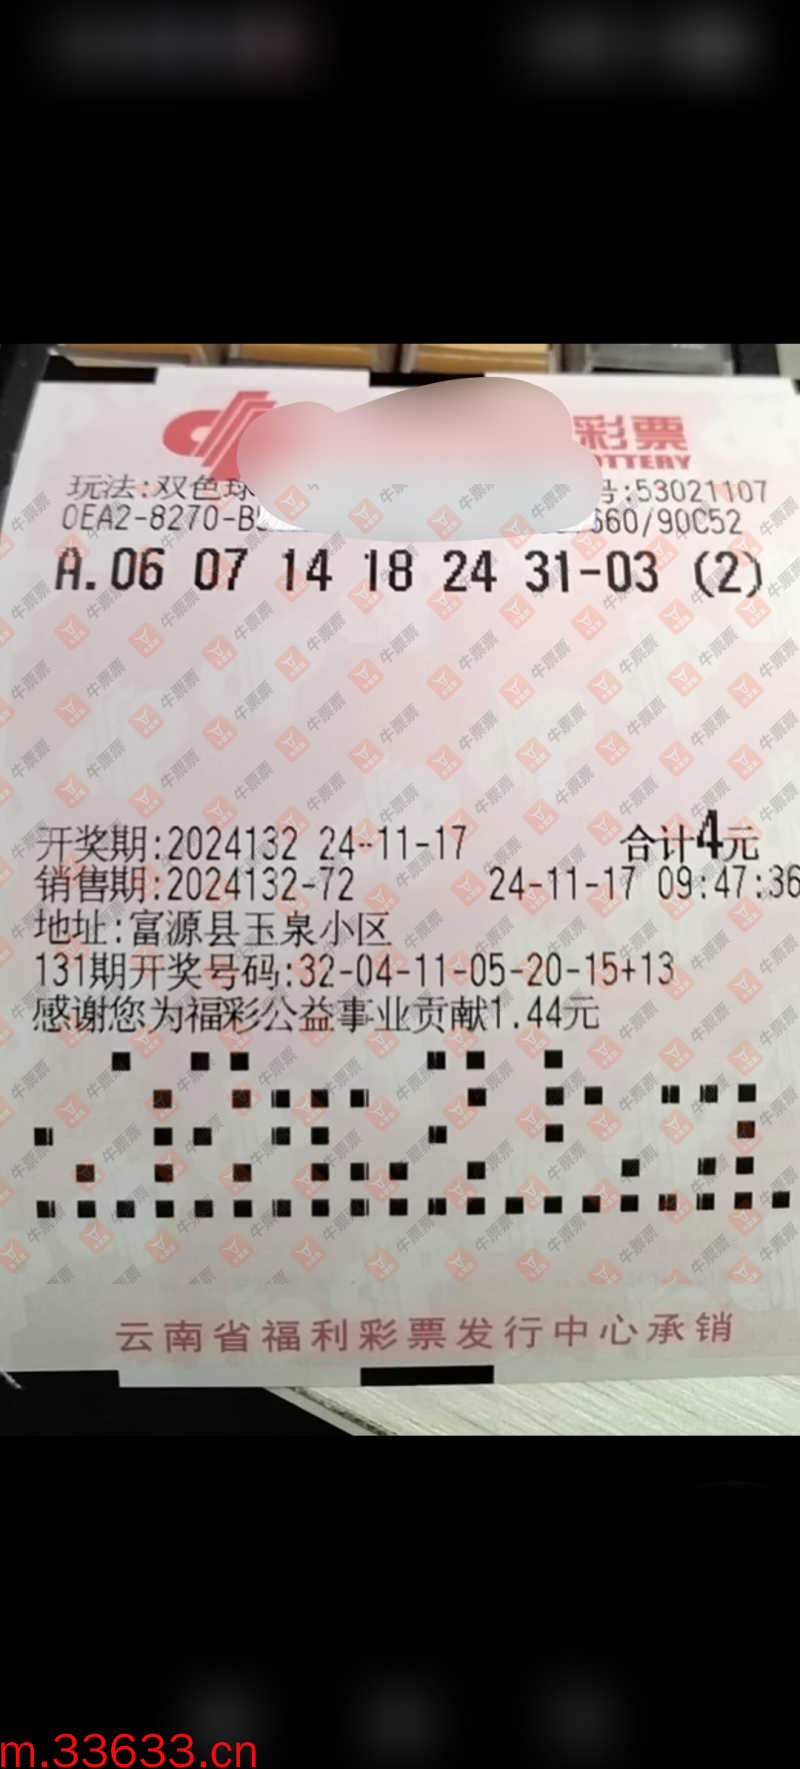 彩票
OTTERY
玩法:双色球
号:53021107
0EA2-8270-B
660/90C52
A.06 07 14 18 24 31-03 (2)
开奖期:2024132 24-11-17 合计4元
销售期:2024132-72 24-11-17 09:47:36
地址:富源县玉泉小区
131期开奖号码:32-04-11-05-20-15+13
感谢您为福彩公益事业贡献1.44元
云南省福利彩票发行中心承销
牛票票
m.33633.cn